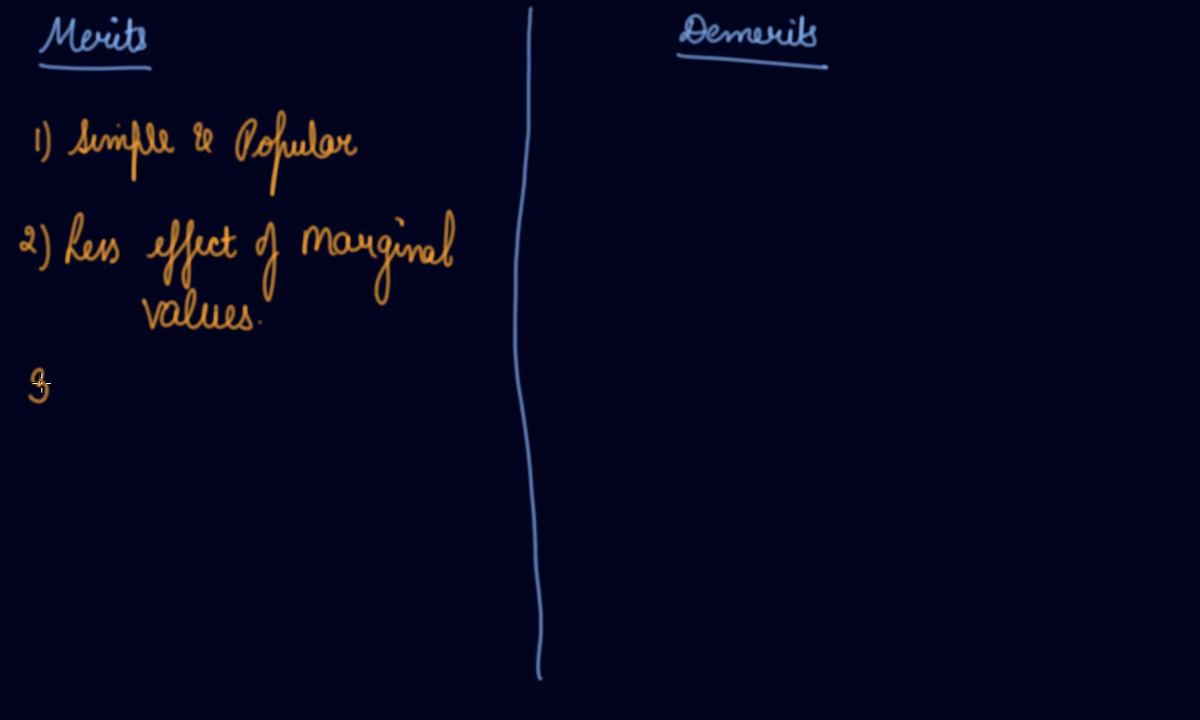 Merits
Demerits
1) Simple & Popular
2) Less effect of Marginal
values.
3